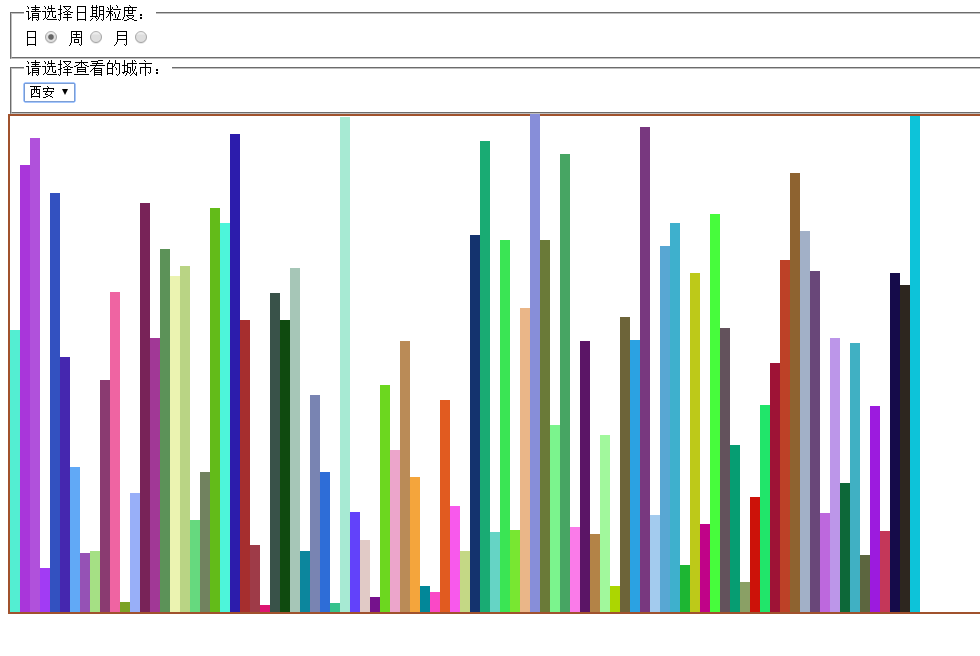 请选择日期粒度：
日 周 月
请选择查看的城市：
西安